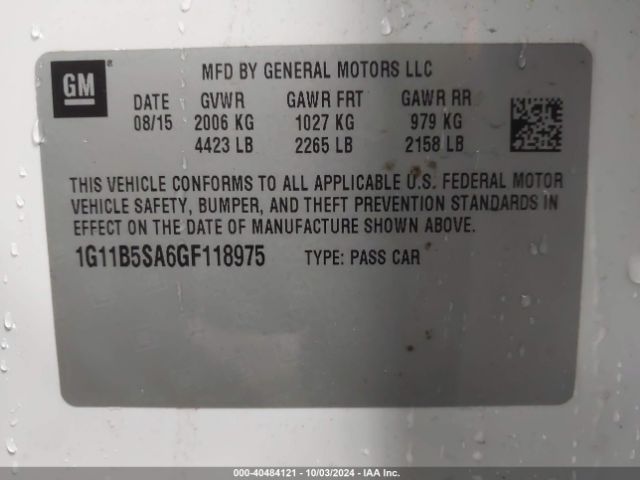 GM®
MFD BY GENERAL MOTORS LLC
DATE GVWR GAWR FRT GAWR RR
08/15 2006 KG 1027 KG 979 KG
4423 LB 2265 LB 2158 LB
THIS VEHICLE CONFORMS TO ALL APPLICABLE U.S. FEDERAL MOTOR
VEHICLE SAFETY, BUMPER, AND THEFT PREVENTION STANDARDS IN
EFFECT ON THE DATE OF MANUFACTURE SHOWN ABOVE.
1G11B5SA6GF118975 TYPE: PASS CAR
000-40484121 - 10/03/2024 - IAA Inc.